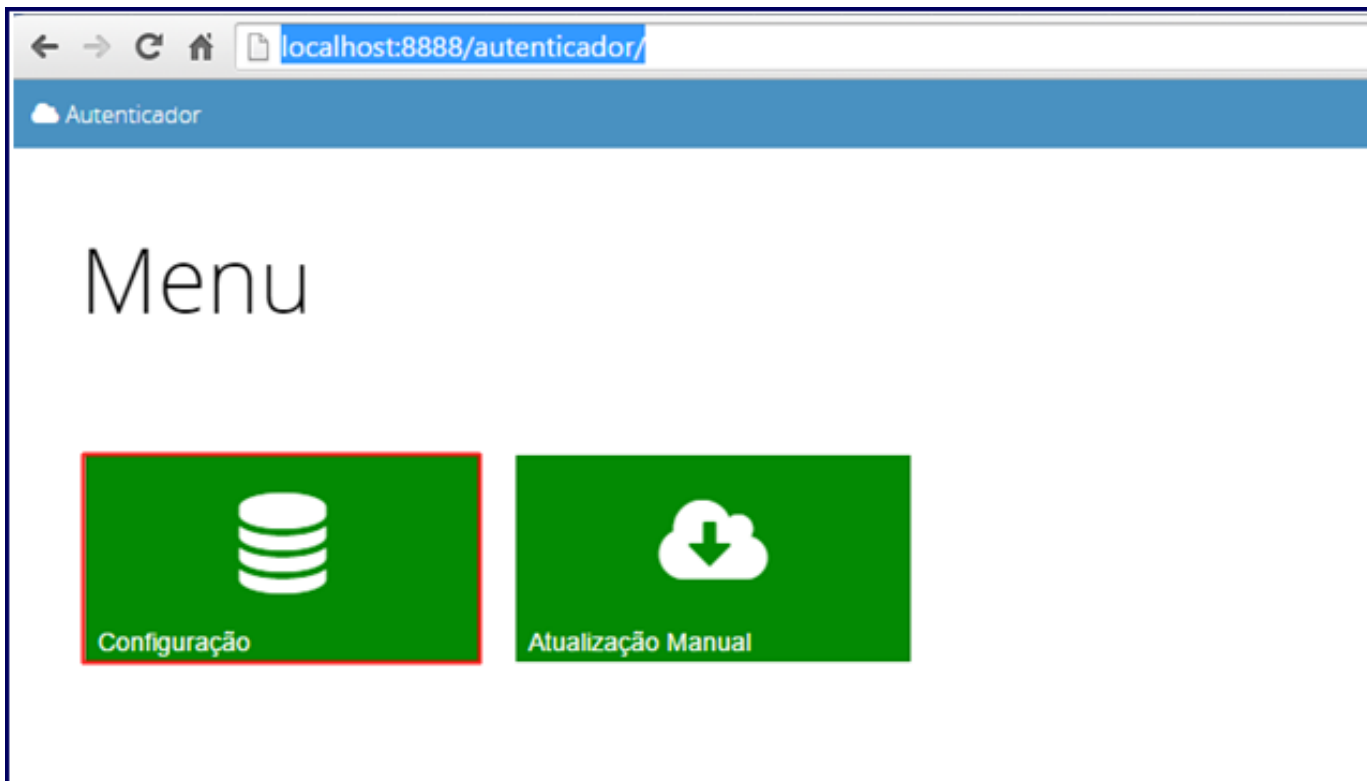 localhost:8888/autenticador/
Autenticador
Menu
Configuração
Atualização Manual